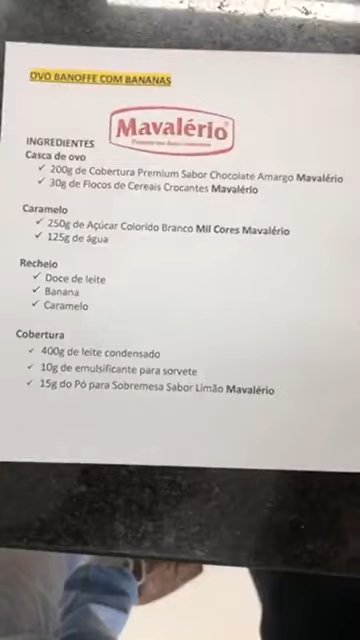 OVO BANOFFE COM BANANAS
Mavalério®
INGREDIENTES
Casca de ovo
✓ 200g de Cobertura Premium Sabor Chocolate Amargo Mavalério
✓ 30g de Flocos de Cereais Crocantes Mavalério
Caramelo
✓ 250g de Açúcar Colorido Branco Mil Cores Mavalério
✓ 125g de água
Recheio
✓ Doce de leite
✓ Banana
✓ Caramelo
Cobertura
✓ 400g de leite condensado
✓ 10g de emulsificante para sorvete
✓ 15g do Pó para Sobremesa Sabor Limão Mavalério